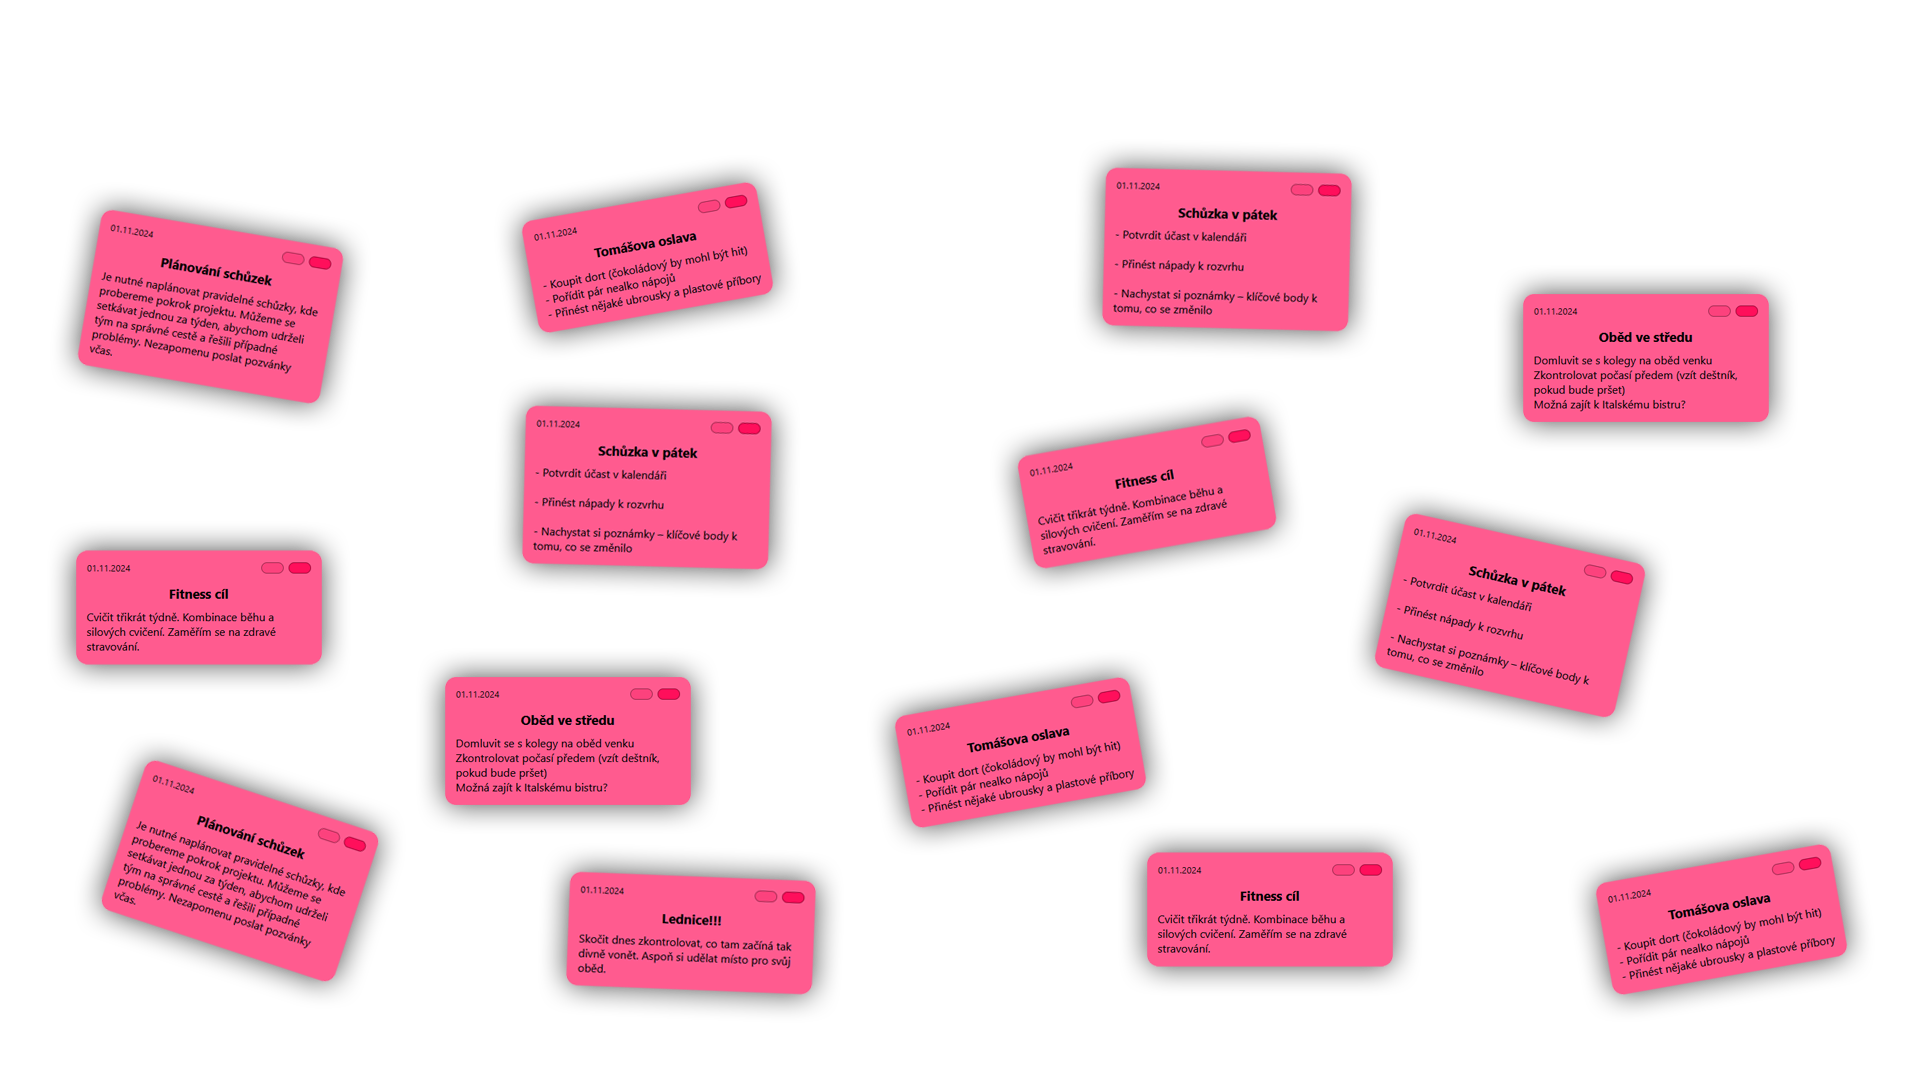 01.11.2024
Plánování schůzek
Je nutné naplánovat pravidelné schůzky, kde
probereme pokrok projektu. Můžeme se
setkávat jednou za týden, abychom udrželi
tým na správné cestě a řešili případné
problémy. Nezapomenu poslat pozvánky
včas.
01.11.2024
Tomášova oslava
- Koupit dort (čokoládový by mohl být hit)
- Pořídit pár nealko nápojů
- Přinést nějaké ubrousky a plastové příbory
01.11.2024
Schůzka v pátek
- Potvrdit účast v kalendáři
- Přinést nápady k rozvrhu
- Nachystat si poznámky – klíčové body k
tomu, co se změnilo
01.11.2024
Oběd ve středu
Domluvit se s kolegy na oběd venku
Zkontrolovat počasí předem (vzít deštník,
pokud bude pršet)
Možná zajít k Italskému bistru?
01.11.2024
Schůzka v pátek
- Potvrdit účast v kalendáři
- Přinést nápady k rozvrhu
- Nachystat si poznámky – klíčové body k
tomu, co se změnilo
01.11.2024
Fitness cíl
Cvičit třikrát týdně. Kombinace běhu a
silových cvičení. Zaměřím se na zdravé
stravování.
01.11.2024
Schůzka v pátek
- Potvrdit účast v kalendáři
- Přinést nápady k rozvrhu
- Nachystat si poznámky – klíčové body k
tomu, co se změnilo
01.11.2024
Fitness cíl
Cvičit třikrát týdně. Kombinace běhu a
silových cvičení. Zaměřím se na zdravé
stravování.
01.11.2024
Oběd ve středu
Domluvit se s kolegy na oběd venku
Zkontrolovat počasí předem (vzít deštník,
pokud bude pršet)
Možná zajít k Italskému bistru?
01.11.2024
Tomášova oslava
- Koupit dort (čokoládový by mohl být hit)
- Pořídit pár nealko nápojů
- Přinést nějaké ubrousky a plastové příbory
01.11.2024
Plánování schůzek
Je nutné naplánovat pravidelné schůzky, kde
probereme pokrok projektu. Můžeme se
setkávat jednou za týden, abychom udrželi
tým na správné cestě a řešili případné
problémy. Nezapomenu poslat pozvánky
včas.
01.11.2024
Lednice!!!
Skočit dnes zkontrolovat, co tam začíná tak
divně vonět. Aspoň si udělat místo pro svůj
oběd.
01.11.2024
Fitness cíl
Cvičit třikrát týdně. Kombinace běhu a
silových cvičení. Zaměřím se na zdravé
stravování.
01.11.2024
Tomášova oslava
- Koupit dort (čokoládový by mohl být hit)
- Pořídit pár nealko nápojů
- Přinést nějaké ubrousky a plastové příbory